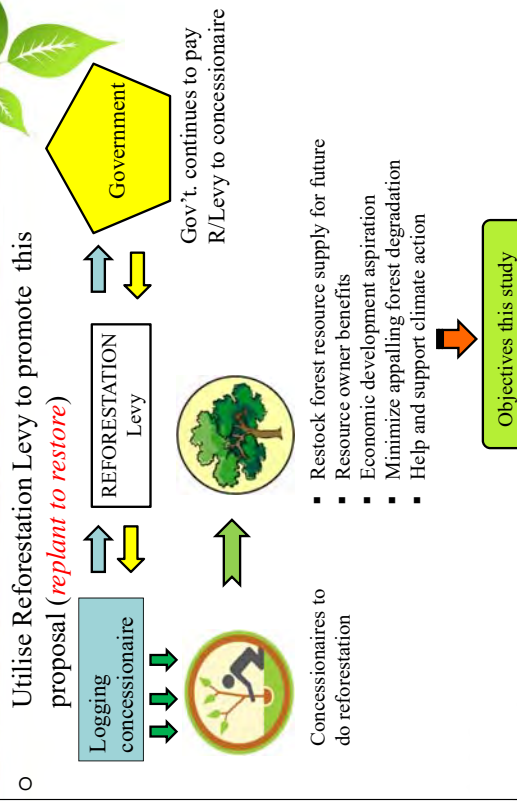 Utilise Reforestation Levy to promote this
proposal (replant to restore)
Logging
concessionaire
REFORESTATION
Levy
Government
Gov't. continues to pay
R/Levy to concessionaire
Concessionaires to
do reforestation
▪ Restock forest resource supply for future
▪ Resource owner benefits
▪ Economic development aspiration
▪ Minimize appalling forest degradation
▪ Help and support climate action
Objectives this study